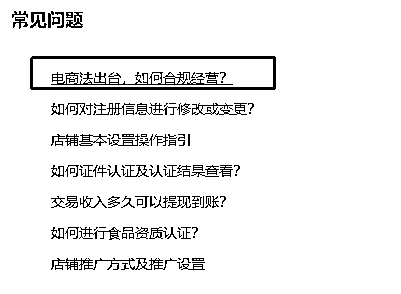 常见问题
电商法出台，如何合规经营？
如何对注册信息进行修改或变更？
店铺基本设置操作指引
如何证件认证及认证结果查看？
交易收入多久可以提现到账？
如何进行食品资质认证？
店铺推广方式及推广设置